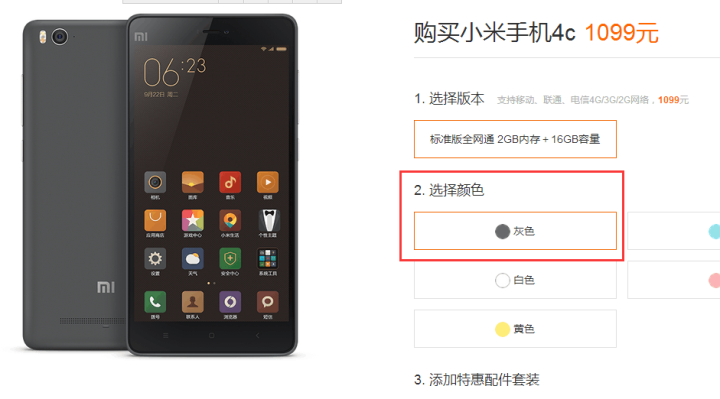 mi
06:23
9月22日 周二
相机
图库
音乐
视频
应用商店
游戏中心
小米生活
个性主题
设置
天气
安全中心
系统工具
拨号
联系人
浏览器
短信
mi
购买小米手机4c 1099元
1. 选择版本 支持移动、联通、电信4G/3G/2G网络，1099元
标准版全网通 2GB内存＋16GB容量
2. 选择颜色
灰色
白色
黄色
3. 添加特惠配件套装